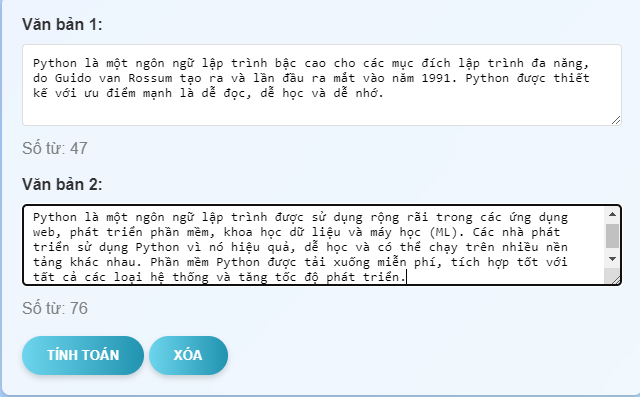 Văn bản 1:
Python là một ngôn ngữ lập trình bậc cao cho các mục đích lập trình đa năng,
do Guido van Rossum tạo ra và lần đầu ra mắt vào năm 1991. Python được thiết
kế với ưu điểm mạnh là dễ đọc, dễ học và dễ nhớ.
Số từ: 47
Văn bản 2:
Python là một ngôn ngữ lập trình được sử dụng rộng rãi trong các ứng dụng
web, phát triển phần mềm, khoa học dữ liệu và máy học (ML). Các nhà phát
triển sử dụng Python vì nó hiệu quả, dễ học và có thể chạy trên nhiều nền
tảng khác nhau. Phần mềm Python được tải xuống miễn phí, tích hợp tốt với
tất cả các loại hệ thống và tăng tốc độ phát triển.
Số từ: 76
TÍNH TOÁN
XÓA